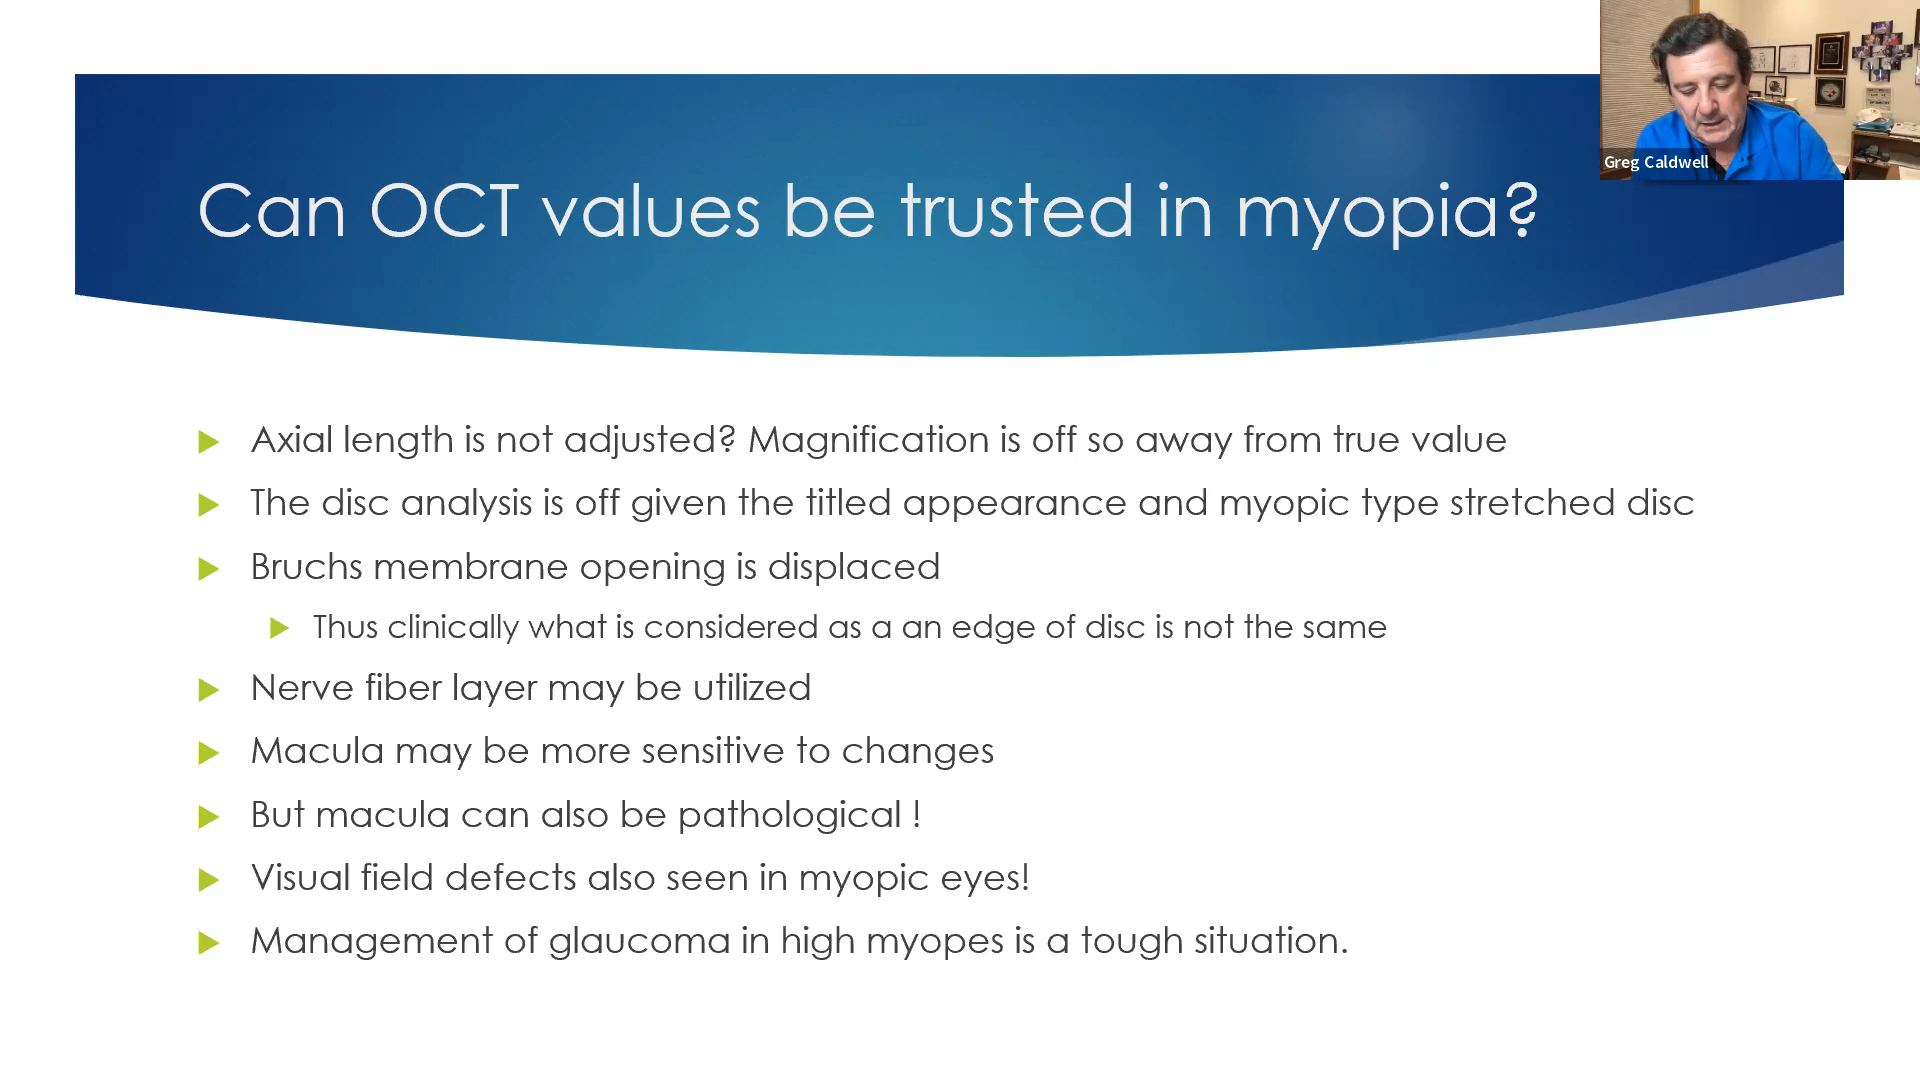 Greg Caldwell
Can OCT values be trusted in myopia?
Axial length is not adjusted? Magnification is off so away from true value
The disc analysis is off given the titled appearance and myopic type stretched disc
Bruchs membrane opening is displaced
Thus clinically what is considered as a an edge of disc is not the same
Nerve fiber layer may be utilized
Macula may be more sensitive to changes
But macula can also be pathological !
Visual field defects also seen in myopic eyes!
Management of glaucoma in high myopes is a tough situation.